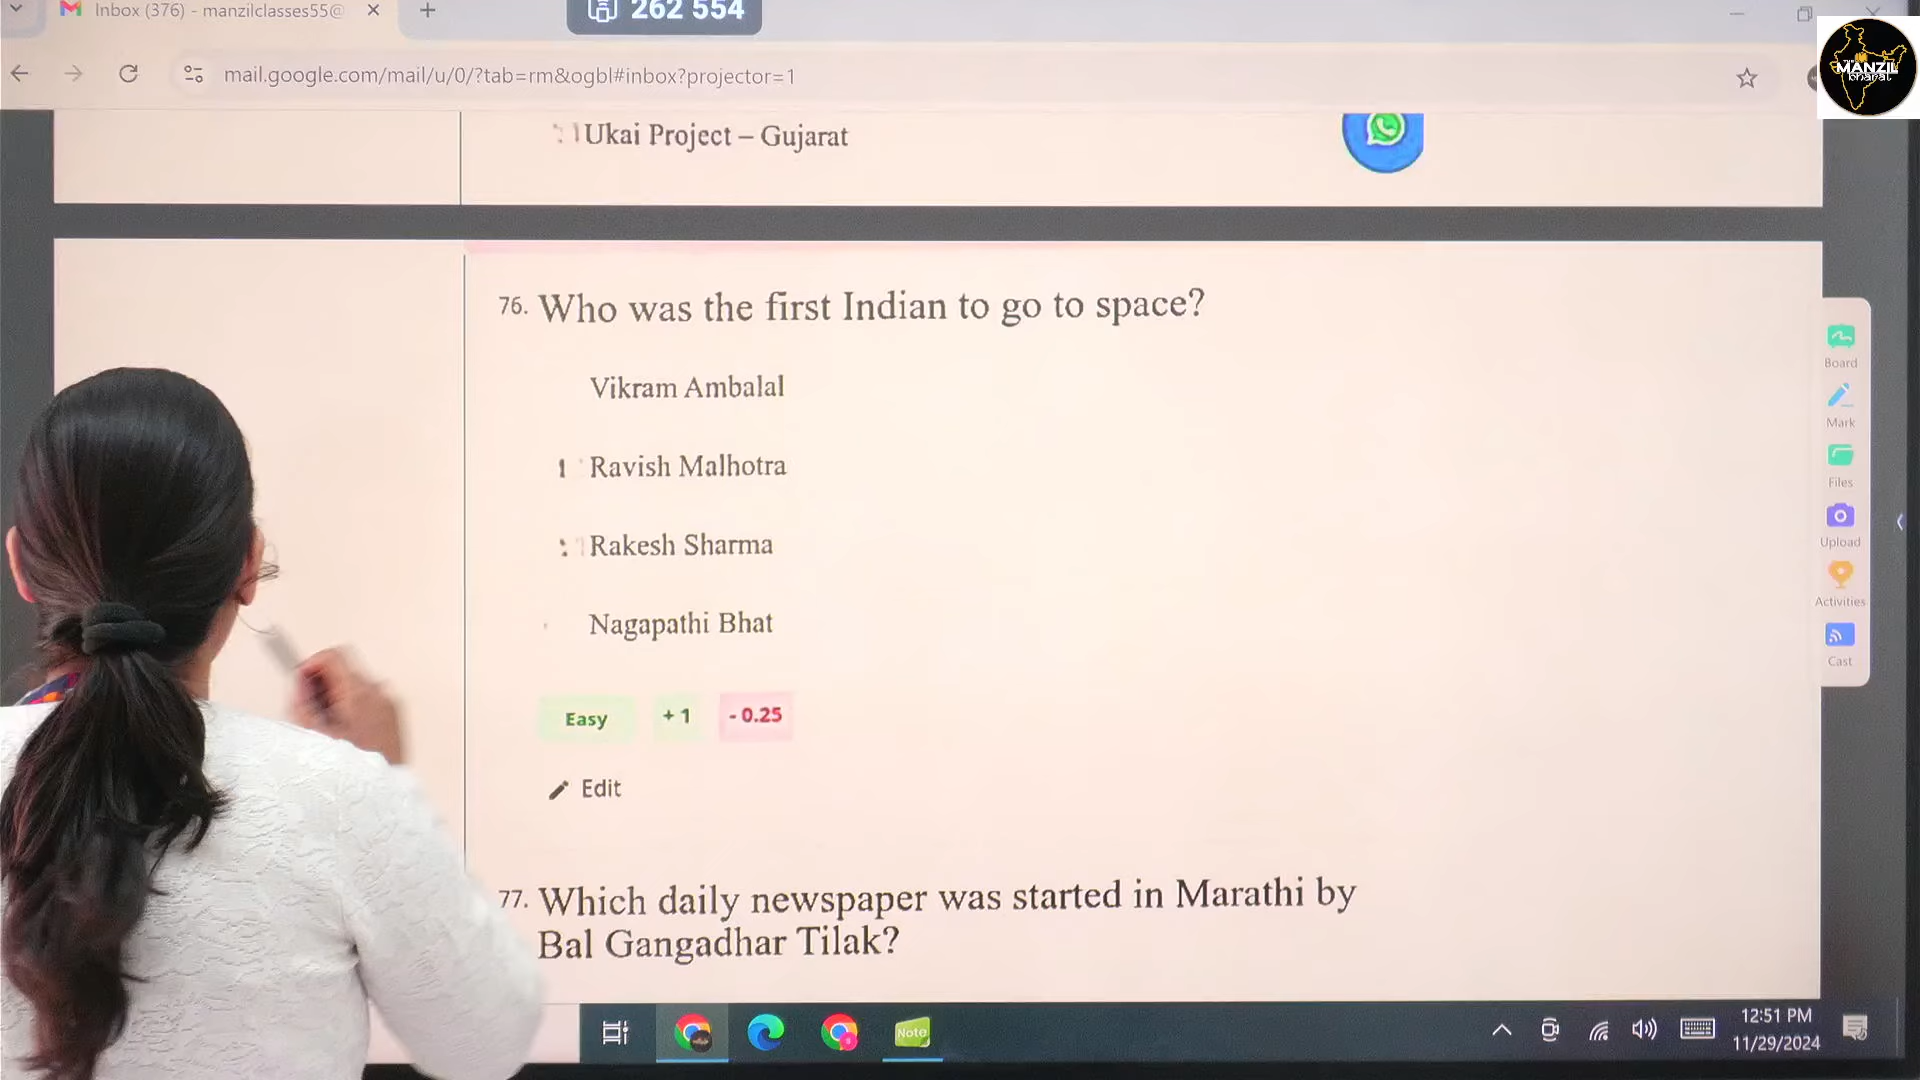 Inbox (376) - manzilclasses55@
262 554
mail.google.com/mail/u/0/?tab=rm&ogbl#inbox?projector=1
MANZIL
Ukai Project – Gujarat
76. Who was the first Indian to go to space?
Vikram Ambalal
Ravish Malhotra
Rakesh Sharma
Nagapathi Bhat
Easy +1 - 0.25
Edit
77. Which daily newspaper was started in Marathi by
Bal Gangadhar Tilak?
Board
Mark
Files
Upload
Activities
Cast
Note
12:51 PM
11/29/2024